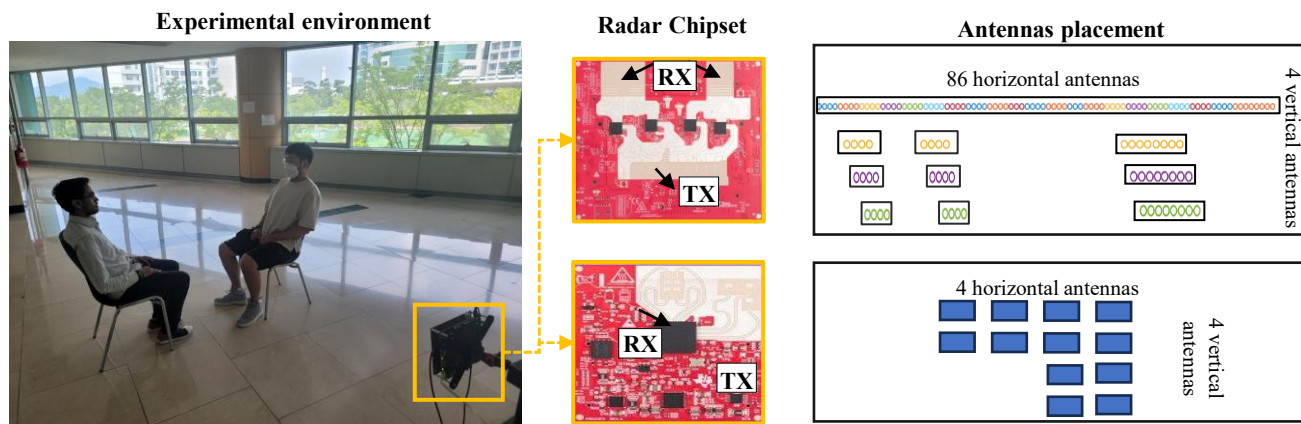 Experimental environment
Radar Chipset
Antennas placement
RX
TX
86 horizontal antennas
4 vertical antennas
RX
TX
4 horizontal antennas
4 vertical
antennas